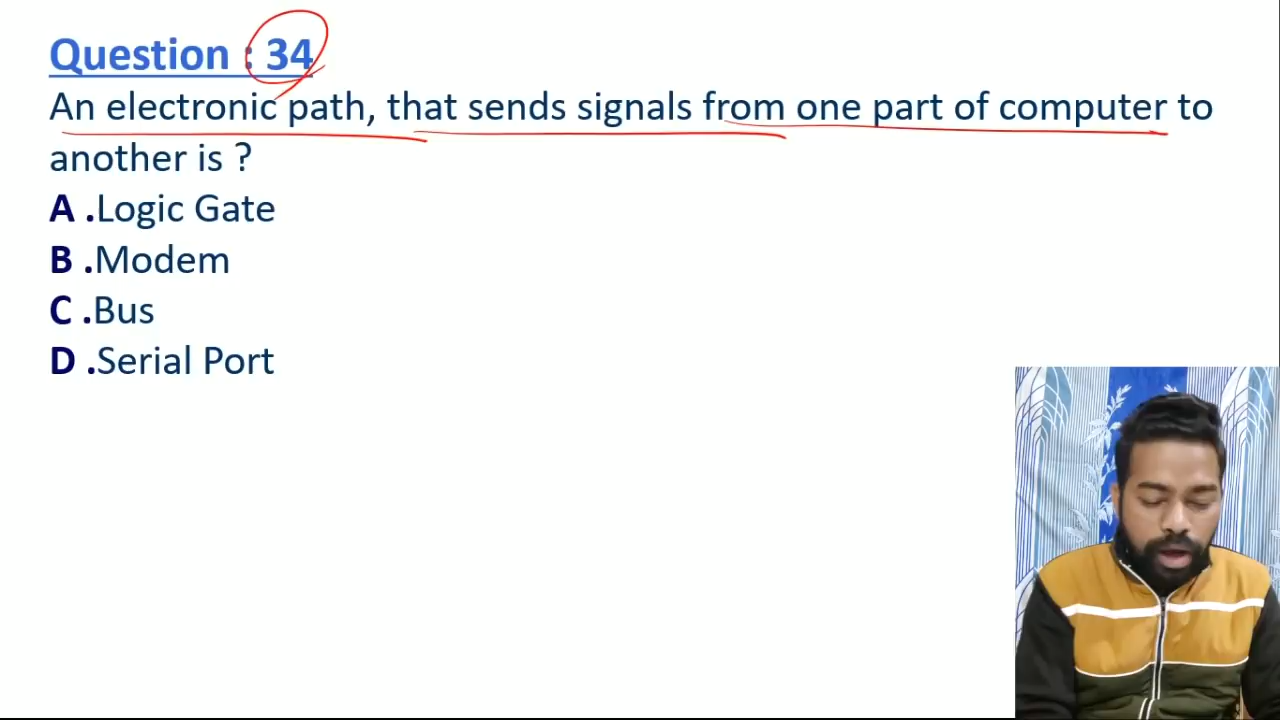 Question : 34
An electronic path, that sends signals from one part of computer to
another is ?
A .Logic Gate
B .Modem
C .Bus
D .Serial Port